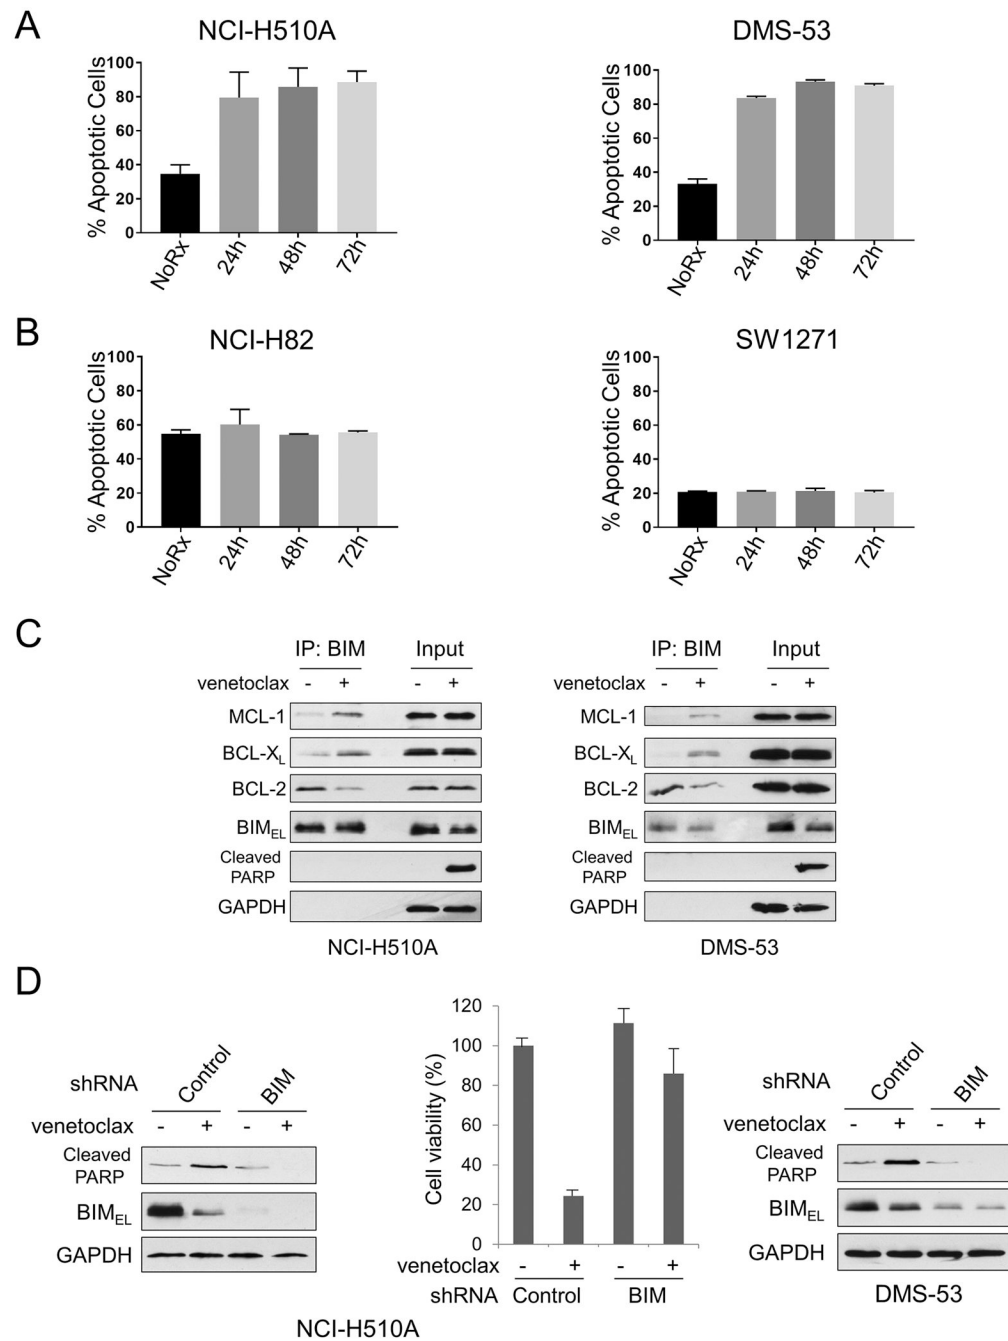 A
NCI-H510A
DMS-53
% Apoptotic Cells
100
80
60
40
20
0
NoRx
24h
48h
72h
% Apoptotic Cells
100
80
60
40
20
0
NoRx
24h
48h
72h
B
NCI-H82
SW1271
% Apoptotic Cells
100
80
60
40
20
0
NoRx
24h
48h
72h
% Apoptotic Cells
100
80
60
40
20
0
NoRx
24h
48h
72h
C
IP: BIM Input
venetoclax - + - +
MCL-1
BCL-XL
BCL-2
BIMEL
Cleaved
PARP
GAPDH
NCI-H510A
IP: BIM Input
venetoclax - + - +
MCL-1
BCL-XL
BCL-2
BIMEL
Cleaved
PARP
GAPDH
DMS-53
D
shRNA Control BIM
venetoclax - + - +
Cleaved
PARP
BIMEL
GAPDH
Cell viability (%)
120
100
80
60
40
20
0
venetoclax - + - +
shRNA Control BIM
NCI-H510A
shRNA Control BIM
venetoclax - + - +
Cleaved
PARP
BIMEL
GAPDH
DMS-53